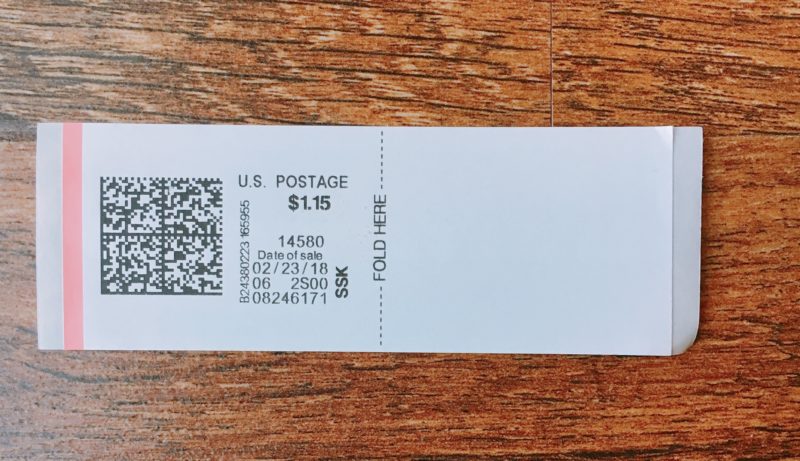 U.S. POSTAGE
$1.15
14580
Date of sale
02/23/18
06 2S00
08246171
SSK
B24380223 165955
FOLD HERE